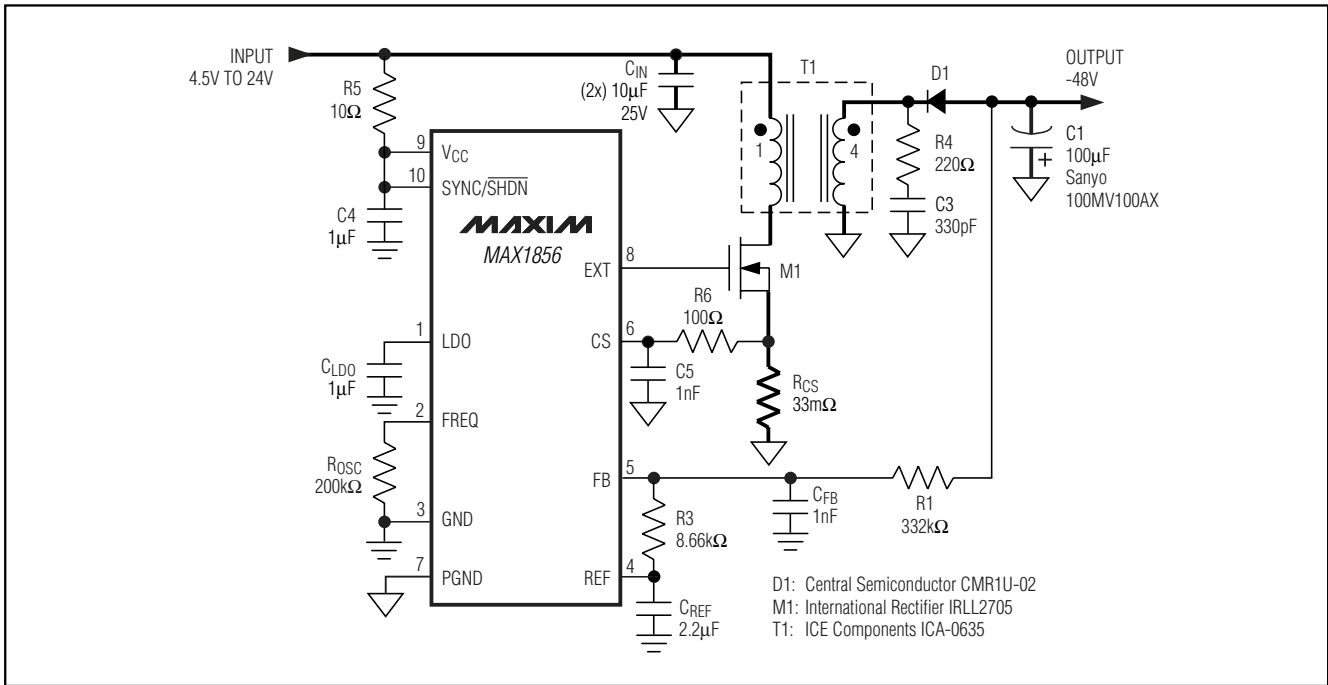 INPUT
4.5V TO 24V
R5
10Ω
CIN
(2x) 10µF
25V
T1
1
4
D1
OUTPUT
-48V
R4
220Ω
C3
330pF
C1
100µF
+
Sanyo
100MV100AX
9
VCC
10
SYNC/SHDN
C4
1µF
MAXIM
MAX1856
EXT
8
M1
R6
100Ω
CS
6
C5
1nF
RCS
33mΩ
1
LDO
CLDO
1µF
2
FREQ
ROSC
200kΩ
3
GND
7
PGND
FB
5
R3
8.66kΩ
CFB
1nF
R1
332kΩ
REF
4
CREF
2.2µF
D1: Central Semiconductor CMR1U-02
M1: International Rectifier IRLL2705
T1: ICE Components ICA-0635